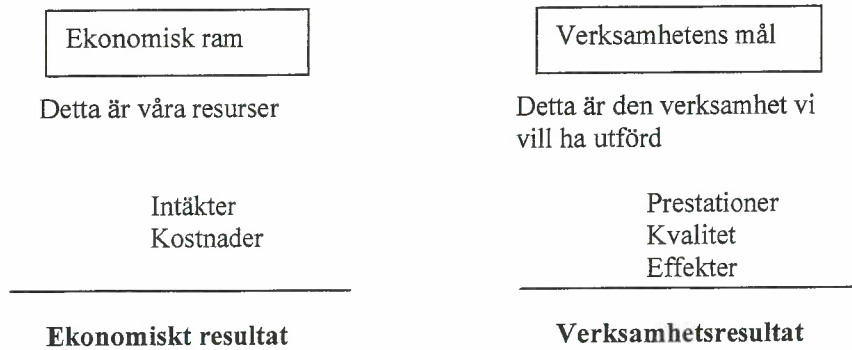 Ekonomisk ram
Detta är våra resurser
Intäkter
Kostnader
Ekonomiskt resultat
Verksamhetens mål
Detta är den verksamhet vi
vill ha utförd
Prestationer
Kvalitet
Effekter
Verksamhetsresultat